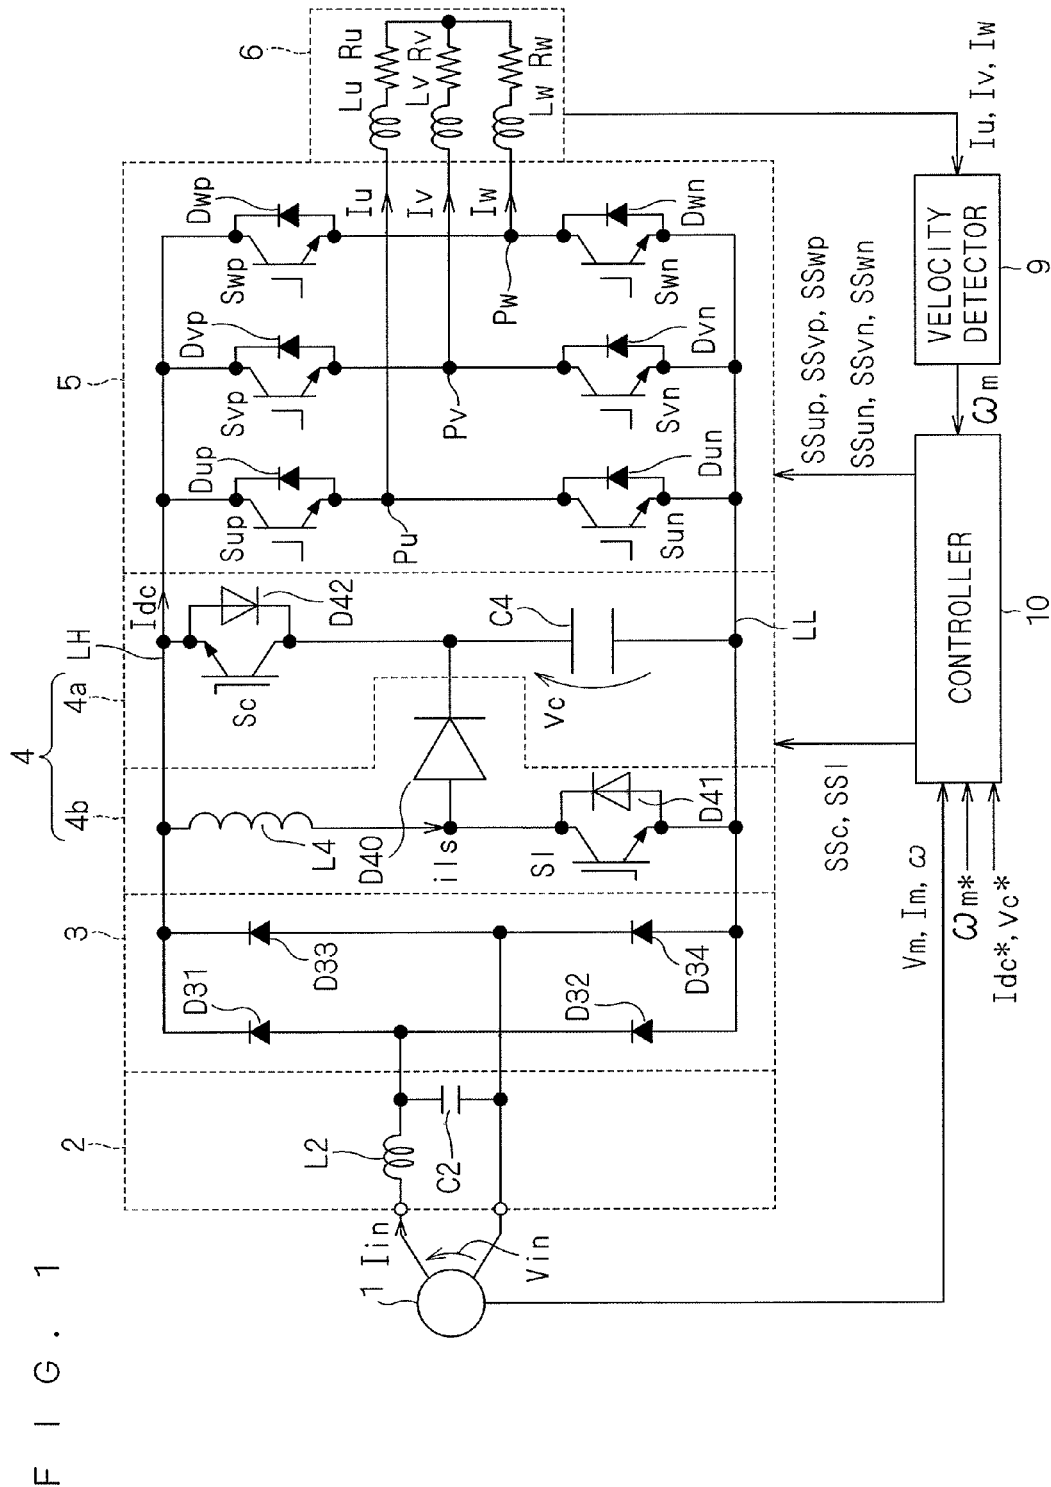 FIG. 1
1
Iin
Vin
2
L2
C2
3
D31
D32
D33
D34
4
4b
4a
LH
L4
D40
ils
Sl
D41
Idc
Sc
D42
C4
Vc
LL
5
Sup
Dup
Svp
Dvp
Swp
Dwp
Pu
Pv
Pw
Sun
Dun
Svn
Dvn
Swn
Dwn
Iu
Iv
Iw
6
Lu Ru
Lv Rv
Lw Rw
Iu, Iv, Iw
VELOCITY
DETECTOR
9
ωm
SSup, SSvp, SSwp
SSun, SSvn, SSwn
CONTROLLER
10
SSc, SSl
Vm, Im, ω
ωm*
Idc*, Vc*